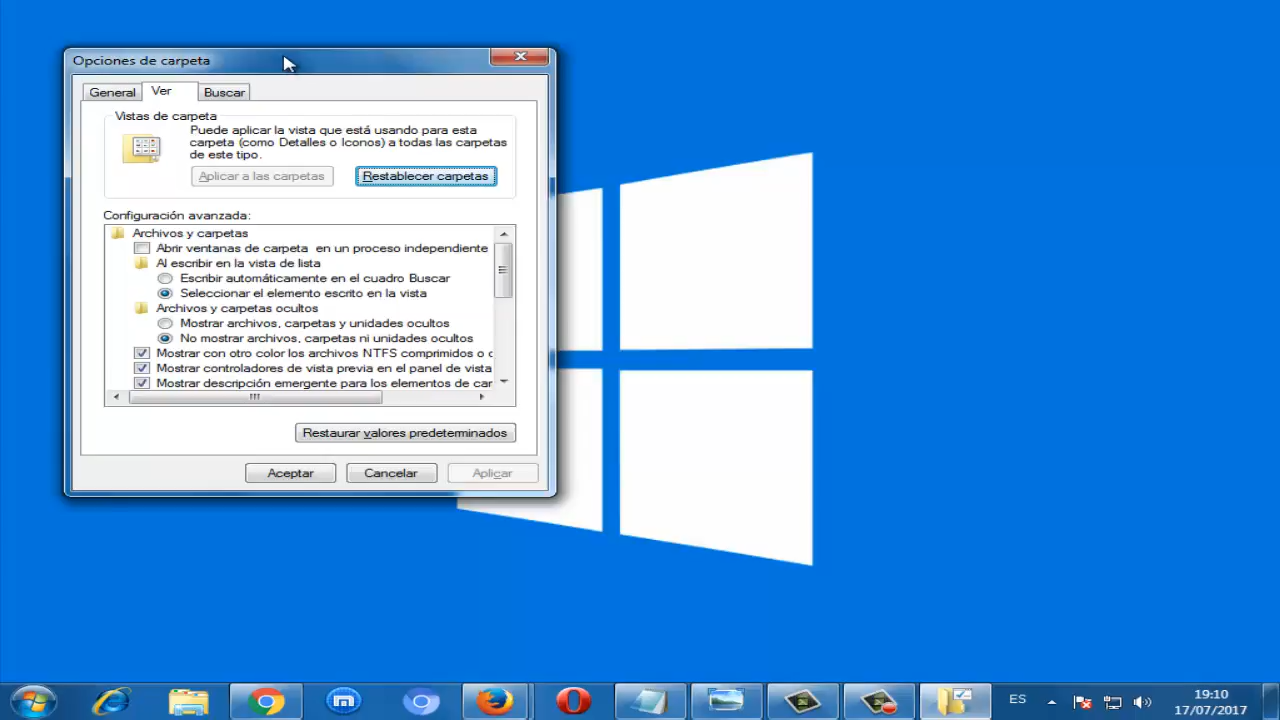 Opciones de carpeta
General
Ver
Buscar
Vistas de carpeta
Puede aplicar la vista que está usando para esta
carpeta (como Detalles o Iconos) a todas las carpetas
de este tipo.
Aplicar a las carpetas
Restablecer carpetas
Configuración avanzada:
Archivos y carpetas
Abrir ventanas de carpeta en un proceso independiente
Al escribir en la vista de lista
Escribir automáticamente en el cuadro Buscar
Seleccionar el elemento escrito en la vista
Archivos y carpetas ocultos
Mostrar archivos, carpetas y unidades ocultos
No mostrar archivos, carpetas ni unidades ocultos
Mostrar con otro color los archivos NTFS comprimidos o c
Mostrar controladores de vista previa en el panel de vista
Mostrar descripción emergente para los elementos de car
Restaurar valores predeterminados
Aceptar
Cancelar
Aplicar
ES
19:10
17/07/2017